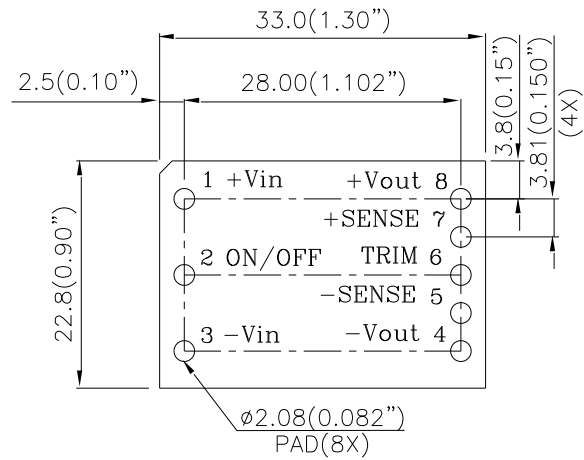 33.0(1.30”)
2.5(0.10”)
28.00(1.102”)
3.8(0.15”)
3.81(0.150”)
(4X)
22.8(0.90”)
1 +Vin
+Vout 8
+SENSE 7
2 ON/OFF
TRIM 6
−SENSE 5
3 −Vin
−Vout 4
ø2.08(0.082”)
PAD(8X)